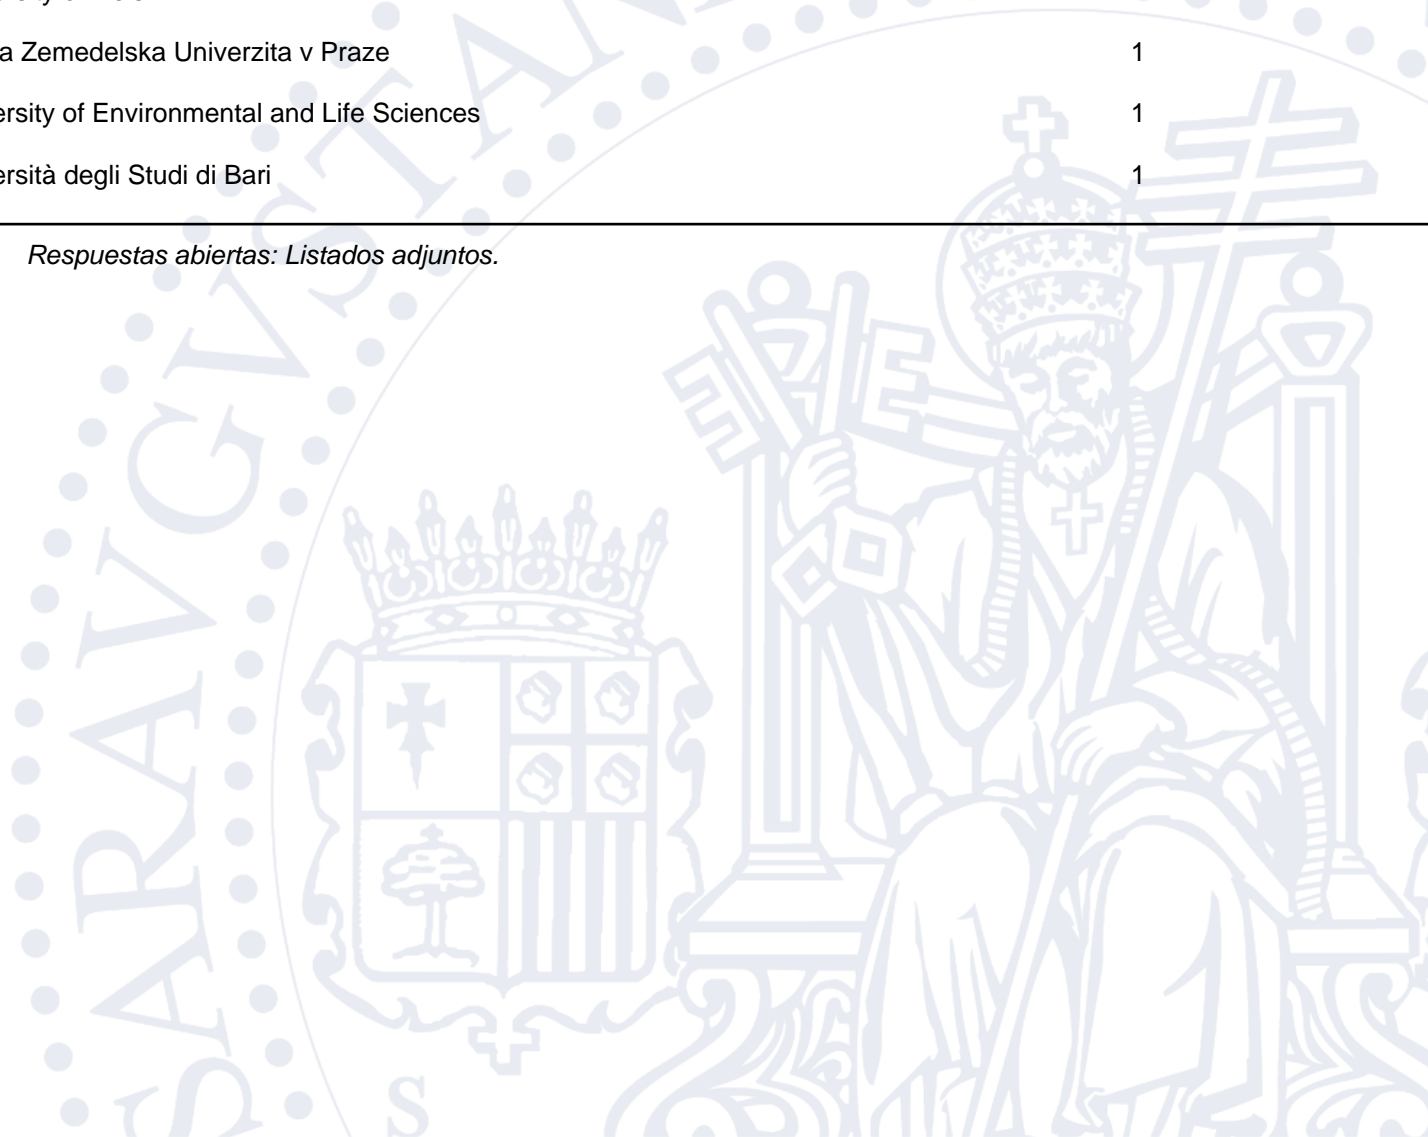 a Zemedelska Univerzita v Praze 1
ersity of Environmental and Life Sciences 1
ersità degli Studi di Bari 1
Respuestas abiertas: Listados adjuntos.
SARAVGVSTAN
S